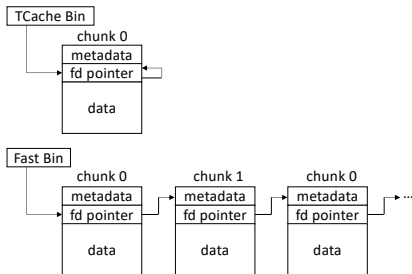 TCache Bin
chunk 0
metadata
fd pointer
data
Fast Bin
chunk 0 chunk 1 chunk 0
metadata metadata metadata ...
fd pointer fd pointer fd pointer
data data data